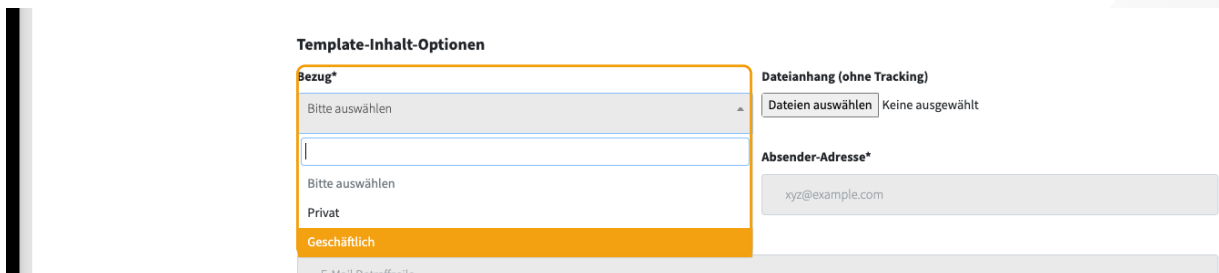 Template-Inhalt-Optionen
Bezug*
Bitte auswählen
Bitte auswählen
Privat
Geschäftlich
Dateianhang (ohne Tracking)
Dateien auswählen Keine ausgewählt
Absender-Adresse*
xyz@example.com